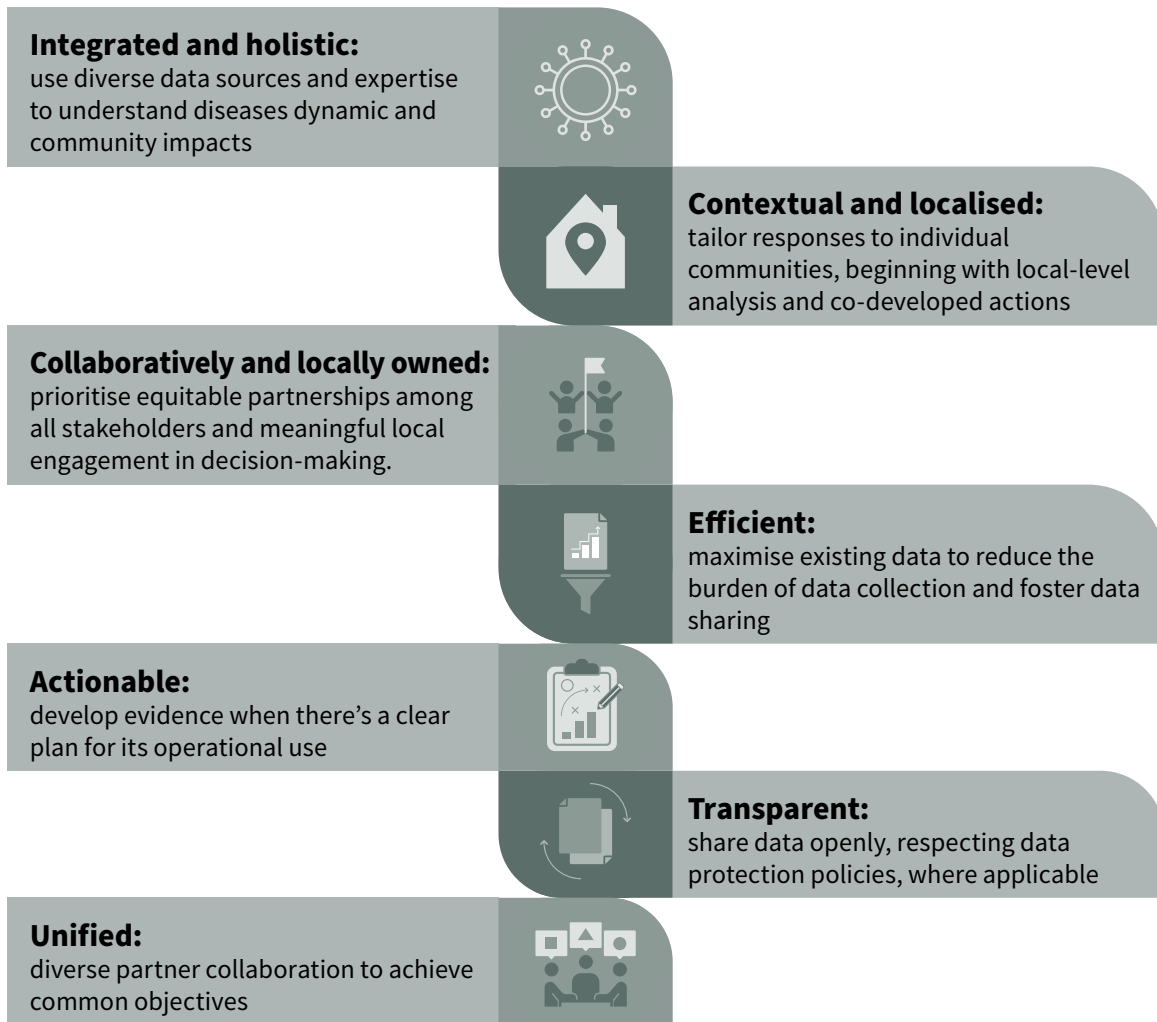 Integrated and holistic:
use diverse data sources and expertise
to understand diseases dynamic and
community impacts
Contextual and localised:
tailor responses to individual
communities, beginning with local-level
analysis and co-developed actions
Collaboratively and locally owned:
prioritise equitable partnerships among
all stakeholders and meaningful local
engagement in decision-making.
Efficient:
maximise existing data to reduce the
burden of data collection and foster data
sharing
Actionable:
develop evidence when there’s a clear
plan for its operational use
Transparent:
share data openly, respecting data
protection policies, where applicable
Unified:
diverse partner collaboration to achieve
common objectives